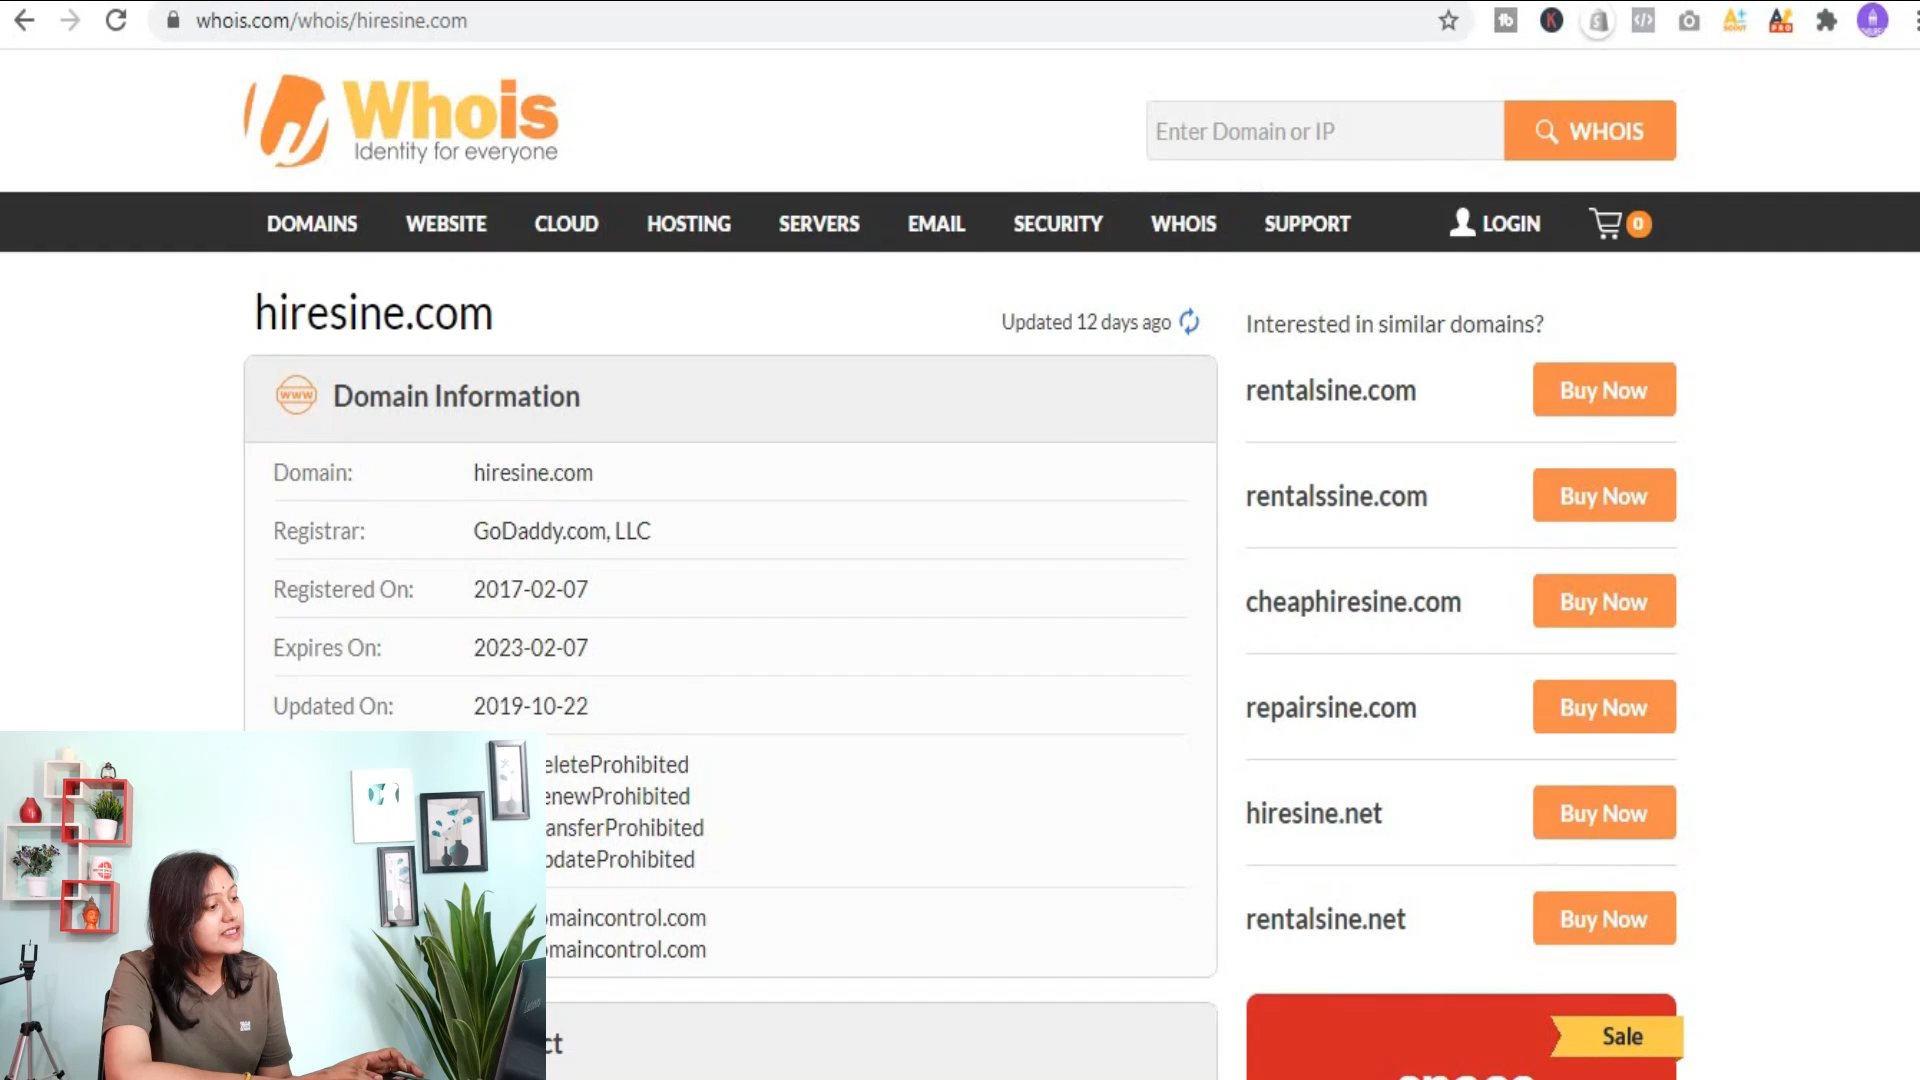 whois.com/whois/hiresine.com
Whois
Identity for everyone
Enter Domain or IP
WHOIS
DOMAINS WEBSITE CLOUD HOSTING SERVERS EMAIL SECURITY WHOIS SUPPORT LOGIN 0
hiresine.com
Updated 12 days ago
Domain Information
Domain: hiresine.com
Registrar: GoDaddy.com, LLC
Registered On: 2017-02-07
Expires On: 2023-02-07
Updated On: 2019-10-22
eleteProhibited
enewProhibited
ansferProhibited
pdateProhibited
omaincontrol.com
maincontrol.com
ct
Interested in similar domains?
rentalsine.com Buy Now
rentalssine.com Buy Now
cheaphiresine.com Buy Now
repairsine.com Buy Now
hiresine.net Buy Now
rentalsine.net Buy Now
Sale